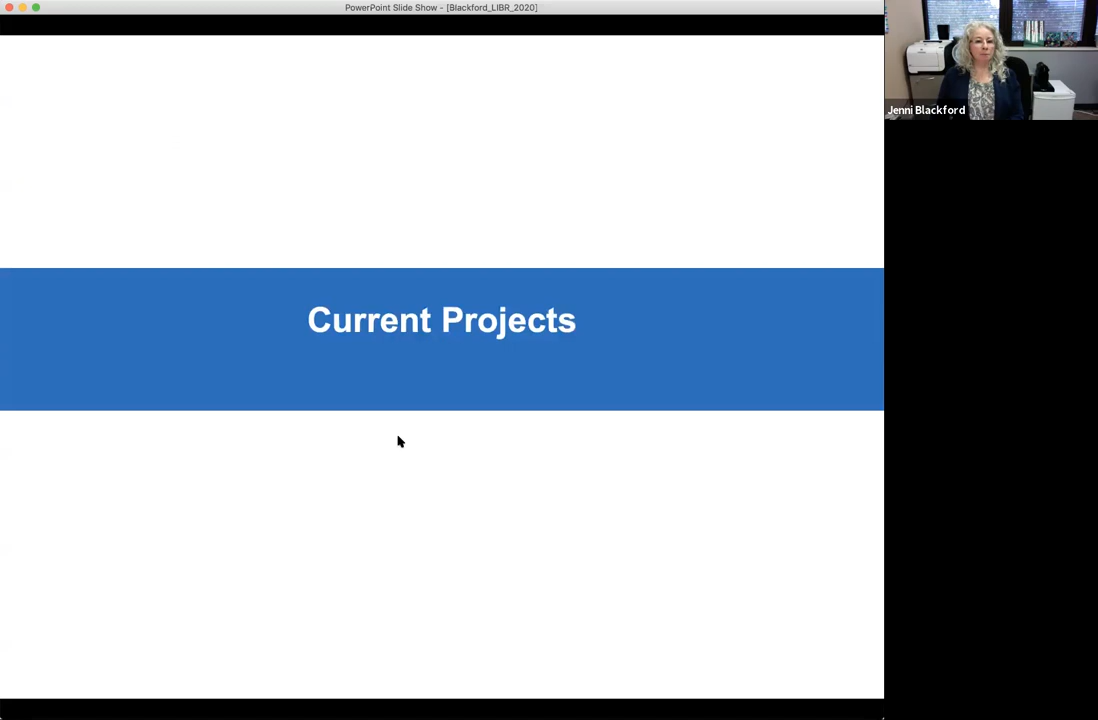 PowerPoint Slide Show - [Blackford_LIBR_2020]
Jenni Blackford
Current Projects